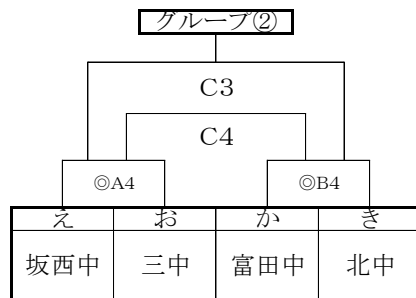 グループ②
C3
C4
◎A4 ◎B4
え お か き
坂西中 三中 富田中 北中